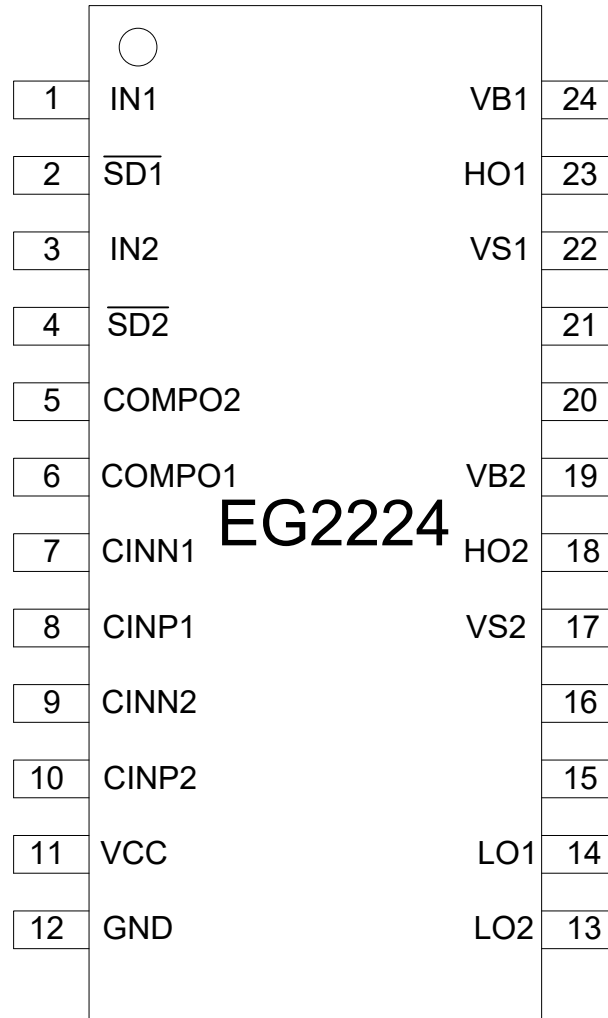 1 IN1 VB1 24
2 S̅D̅1̅ HO1 23
3 IN2 VS1 22
4 S̅D̅2̅ 21
5 COMPO2 20
6 COMPO1 VB2 19
EG2224
7 CINN1 HO2 18
8 CINP1 VS2 17
9 CINN2 16
10 CINP2 15
11 VCC LO1 14
12 GND LO2 13